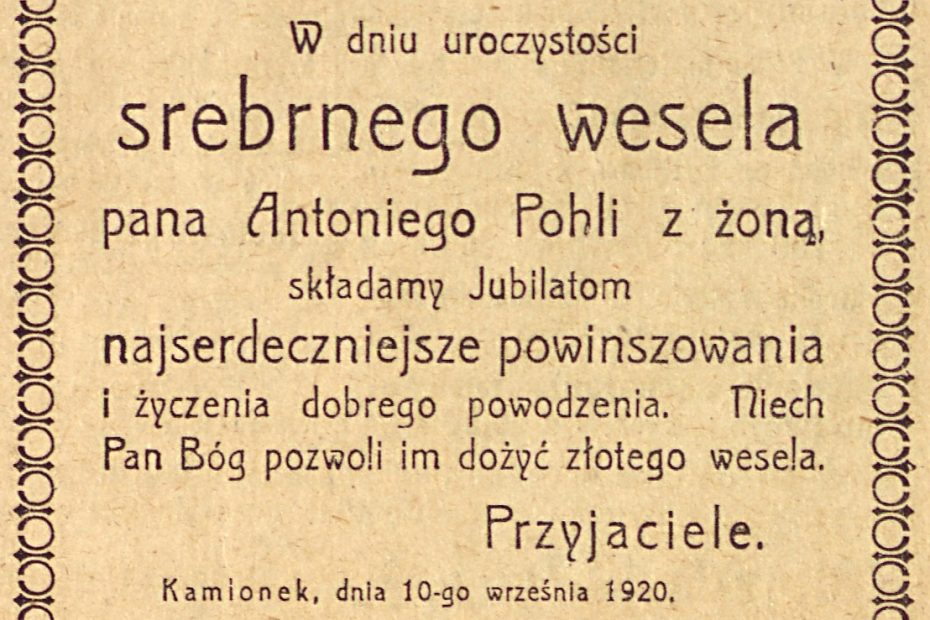 W dniu uroczystości
srebrnego wesela
pana Antoniego Pohli z żoną,
składamy Jubilatom
najserdeczniejsze powinszowania
i życzenia dobrego powodzenia. Niech
Pan Bóg pozwoli im dożyć złotego wesela.
Przyjaciele.
Kamionek, dnia 10-go września 1920.